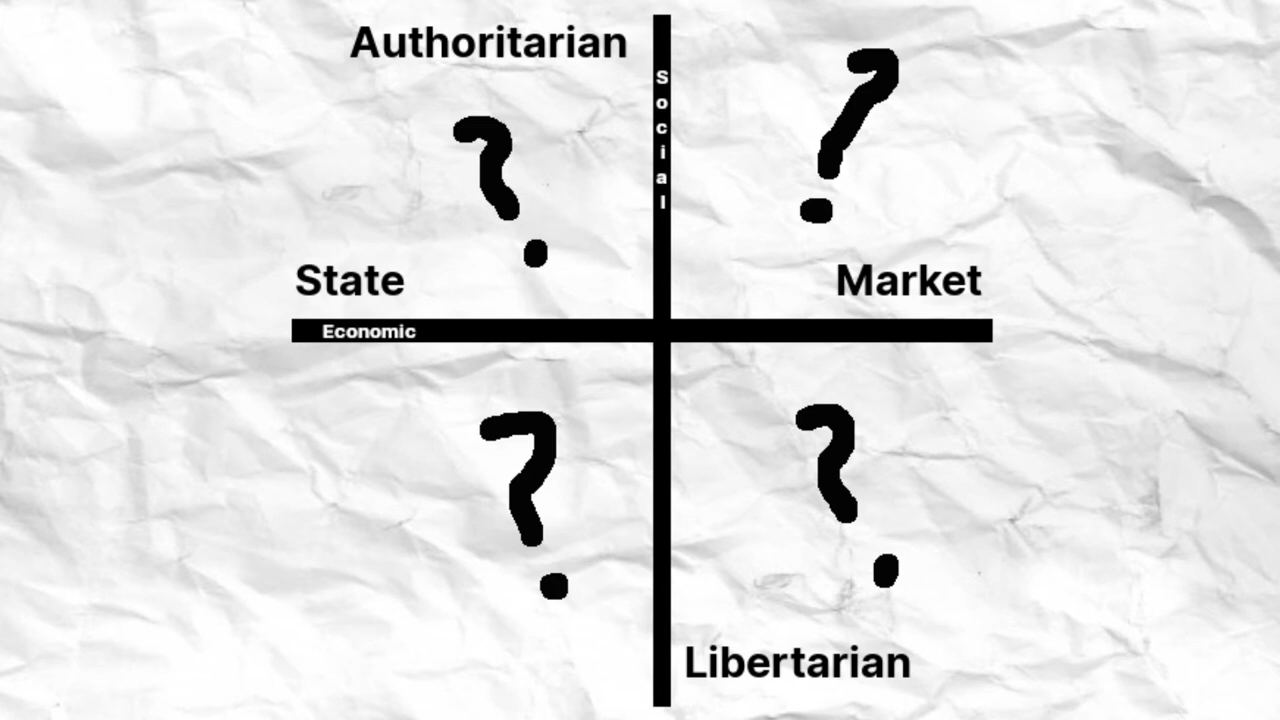 Authoritarian
Social
?
?
State
Market
Economic
?
?
Libertarian